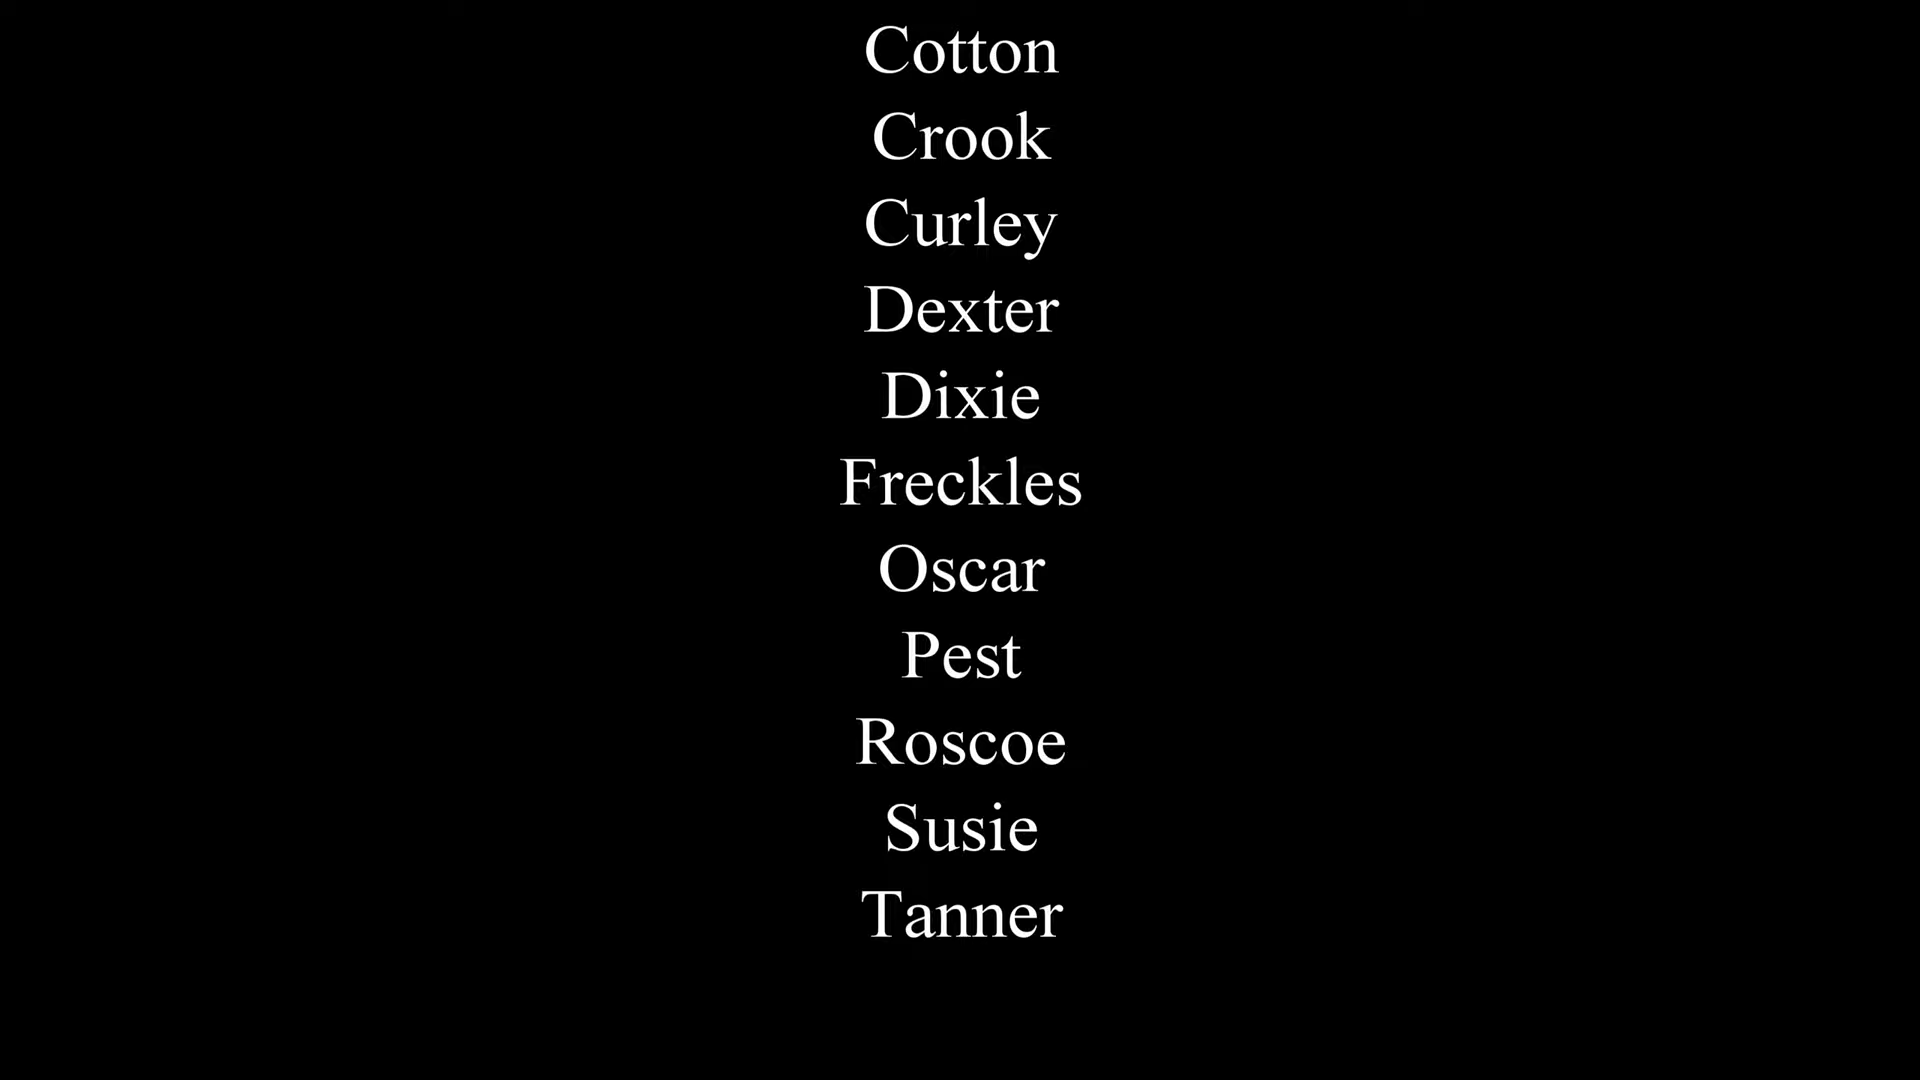 Cotton
Crook
Curley
Dexter
Dixie
Freckles
Oscar
Pest
Roscoe
Susie
Tanner